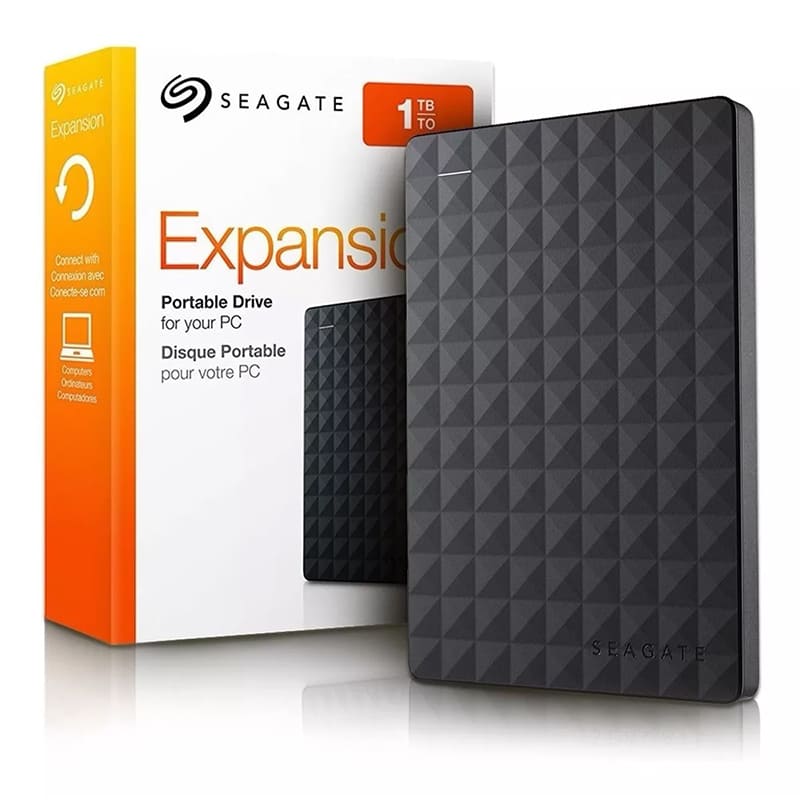 SEAGATE
Expansion
Connect with
Connexion avec
Conecte-se com
Computers
Ordinateurs
Computadores
SEAGATE
1 TB
TO
Expansio
Portable Drive
for your PC
Disque Portable
pour votre PC
SEAGATE